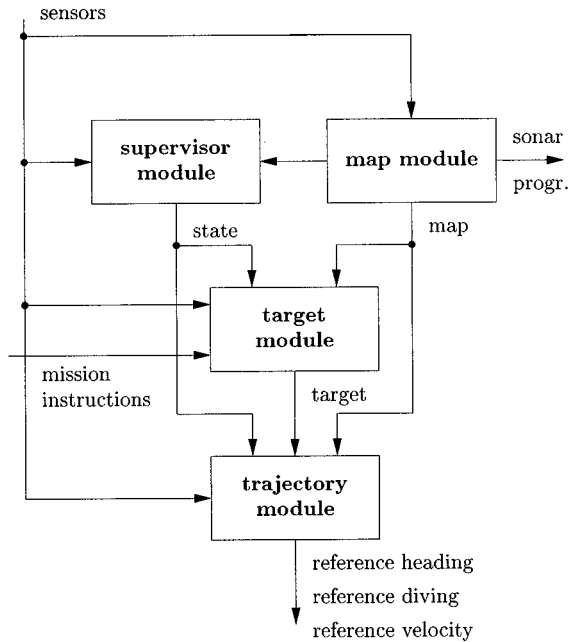 sensors
supervisor
module
map module
sonar
progr.
state
map
target
module
mission
instructions
target
trajectory
module
reference heading
reference diving
reference velocity